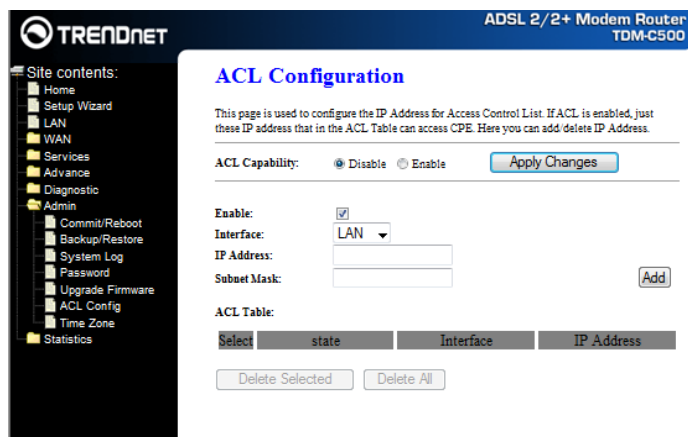 TRENDNET
ADSL 2/2+ Modem Router
TDM-C500
Site contents:
Home
Setup Wizard
LAN
WAN
Services
Advance
Diagnostic
Admin
Commit/Reboot
Backup/Restore
System Log
Password
Upgrade Firmware
ACL Config
Time Zone
Statistics
ACL Configuration
This page is used to configure the IP Address for Access Control List. If ACL is enabled, just
these IP address that in the ACL Table can access CPE. Here you can add/delete IP Address.
ACL Capability: Disable Enable Apply Changes
Enable:
Interface: LAN
IP Address:
Subnet Mask: Add
ACL Table:
Select state Interface IP Address
Delete Selected Delete All